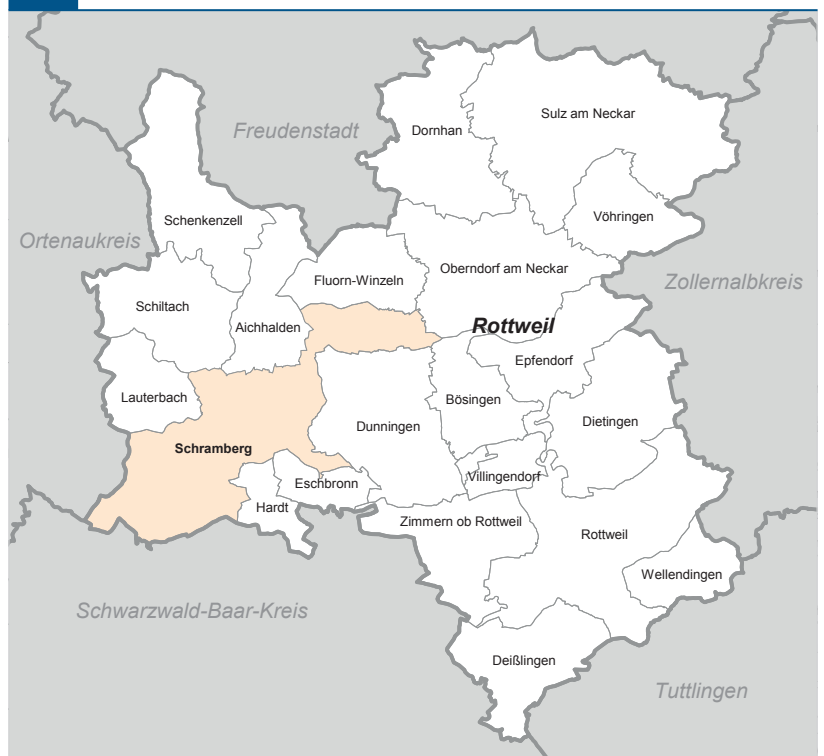 Freudenstadt
Dornhan
Sulz am Neckar
Schenkenzell
Vöhringen
Ortenaukreis
Fluorn-Winzeln
Oberndorf am Neckar
Zollernalbkreis
Schiltach
Aichhalden
Rottweil
Epfendorf
Lauterbach
Bösingen
Dietingen
Dunningen
Schramberg
Villingendorf
Eschbronn
Hardt
Zimmern ob Rottweil
Rottweil
Wellendingen
Schwarzwald-Baar-Kreis
Deißlingen
Tuttlingen